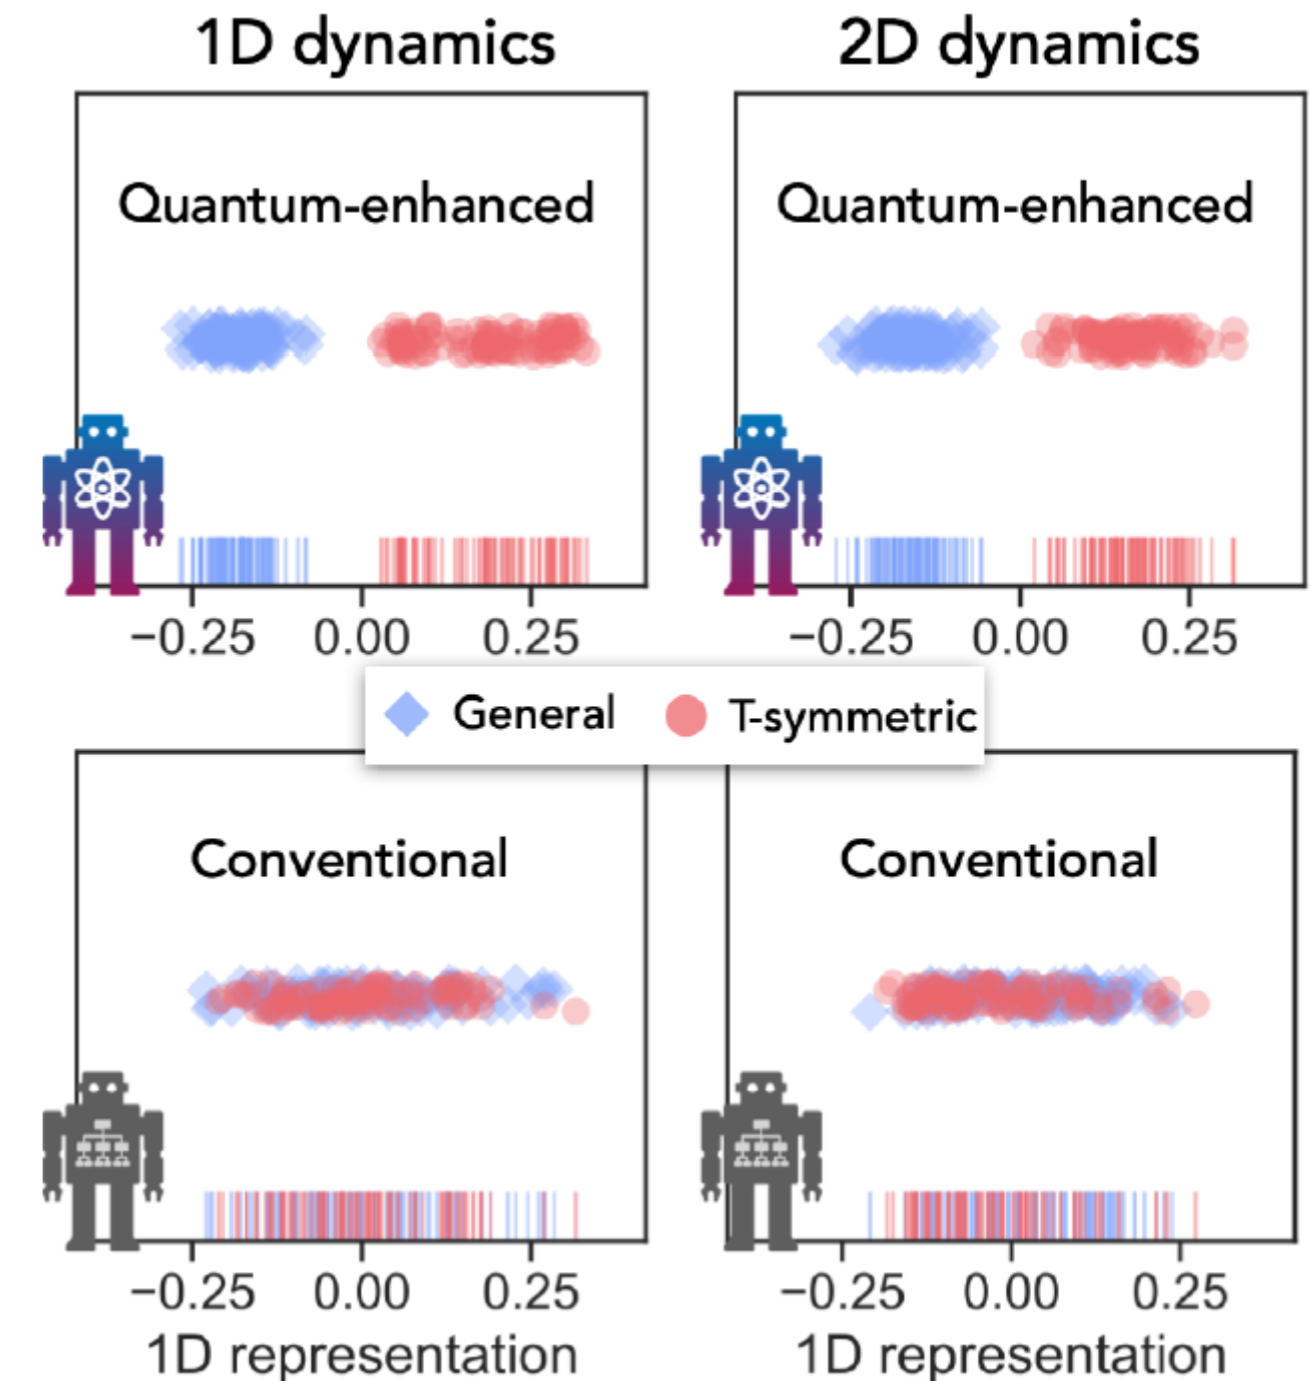 1D dynamics
2D dynamics
Quantum-enhanced
Quantum-enhanced
−0.25 0.00 0.25
−0.25 0.00 0.25
General T-symmetric
Conventional
Conventional
−0.25 0.00 0.25
−0.25 0.00 0.25
1D representation
1D representation